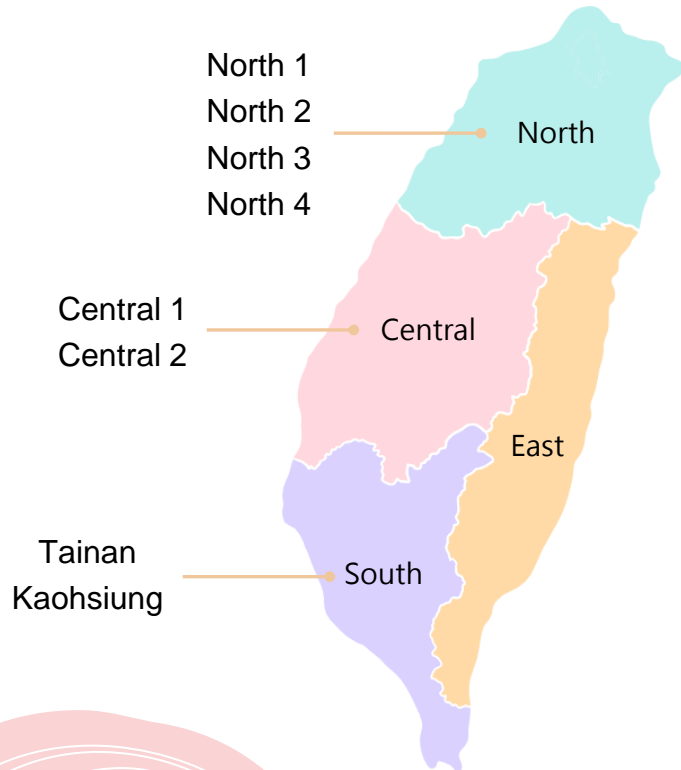 North 1
North 2
North 3
North 4
North
Central 1
Central 2
Central
East
Tainan
Kaohsiung
South